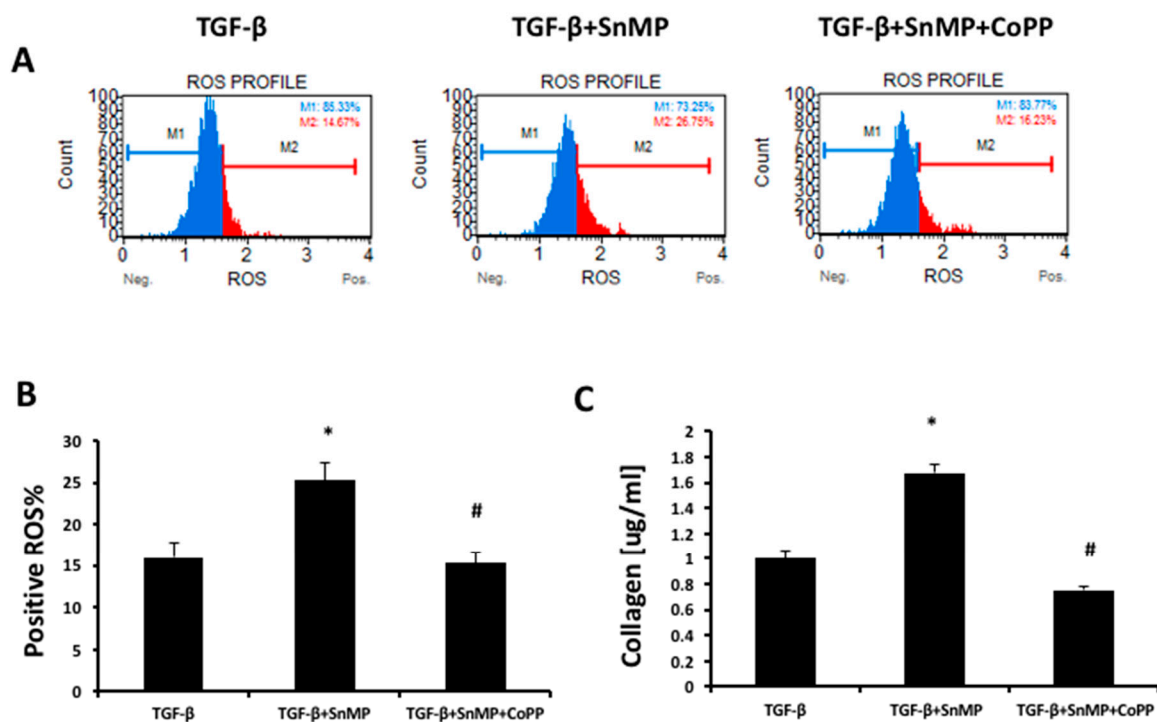 TGF-β
TGF-β+SnMP
TGF-β+SnMP+CoPP
A
ROS PROFILE
M1: 85.33%
M2: 14.67%
M1
M2
Count
100
90
80
70
60
50
40
30
20
10
0
0 1 2 3 4
Neg. ROS Pos.
ROS PROFILE
M1: 73.25%
M2: 26.75%
M1
M2
Count
100
90
80
70
60
50
40
30
20
10
0
0 1 2 3 4
Neg. ROS Pos.
ROS PROFILE
M1: 83.77%
M2: 16.23%
M1
M2
Count
100
90
80
70
60
50
40
30
20
10
0
0 1 2 3 4
Neg. ROS Pos.
B
Positive ROS%
30
25
20
15
10
5
0
*
#
TGF-β TGF-β+SnMP TGF-β+SnMP+CoPP
C
Collagen [ug/ml]
2
1.8
1.6
1.4
1.2
1
0.8
0.6
0.4
0.2
0
*
#
TGF-β TGF-β+SnMP TGF-β+SnMP+CoPP